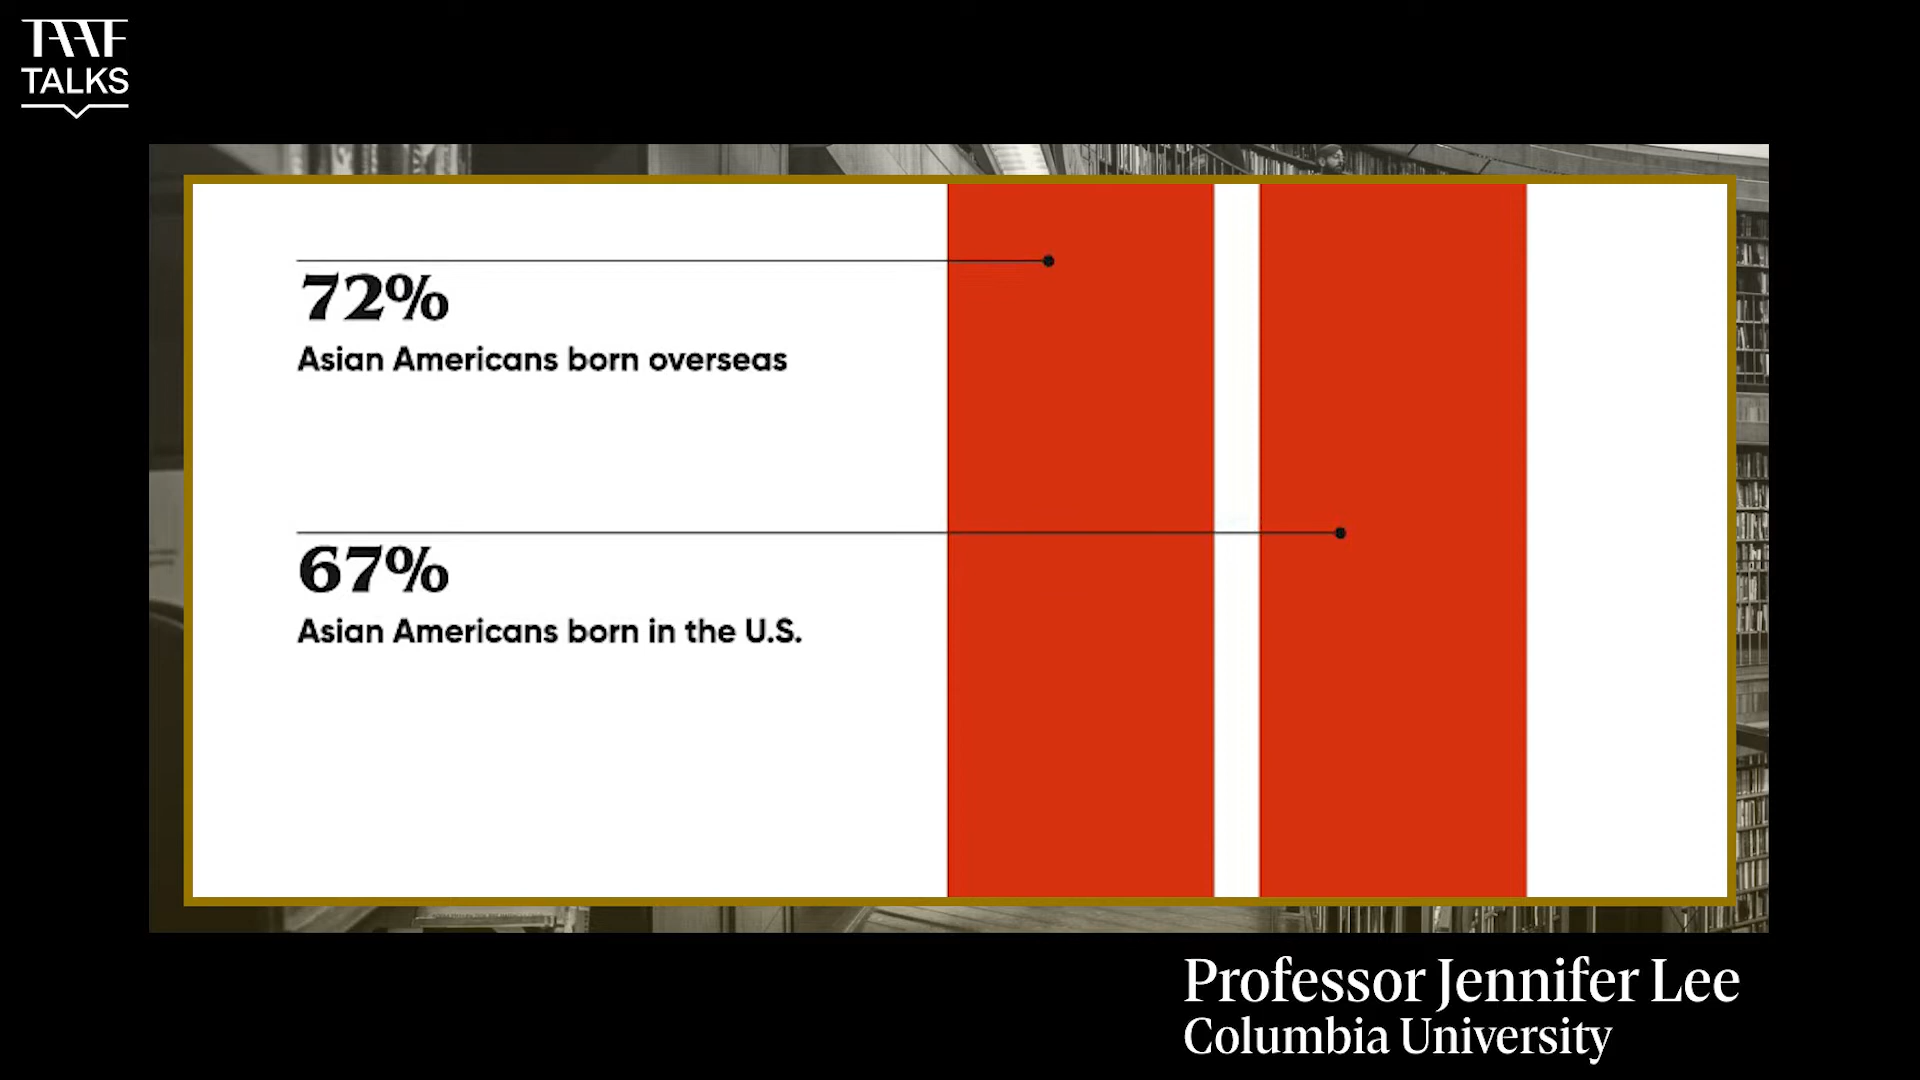 TAAF
TALKS
72%
Asian Americans born overseas
67%
Asian Americans born in the U.S.
Professor Jennifer Lee
Columbia University